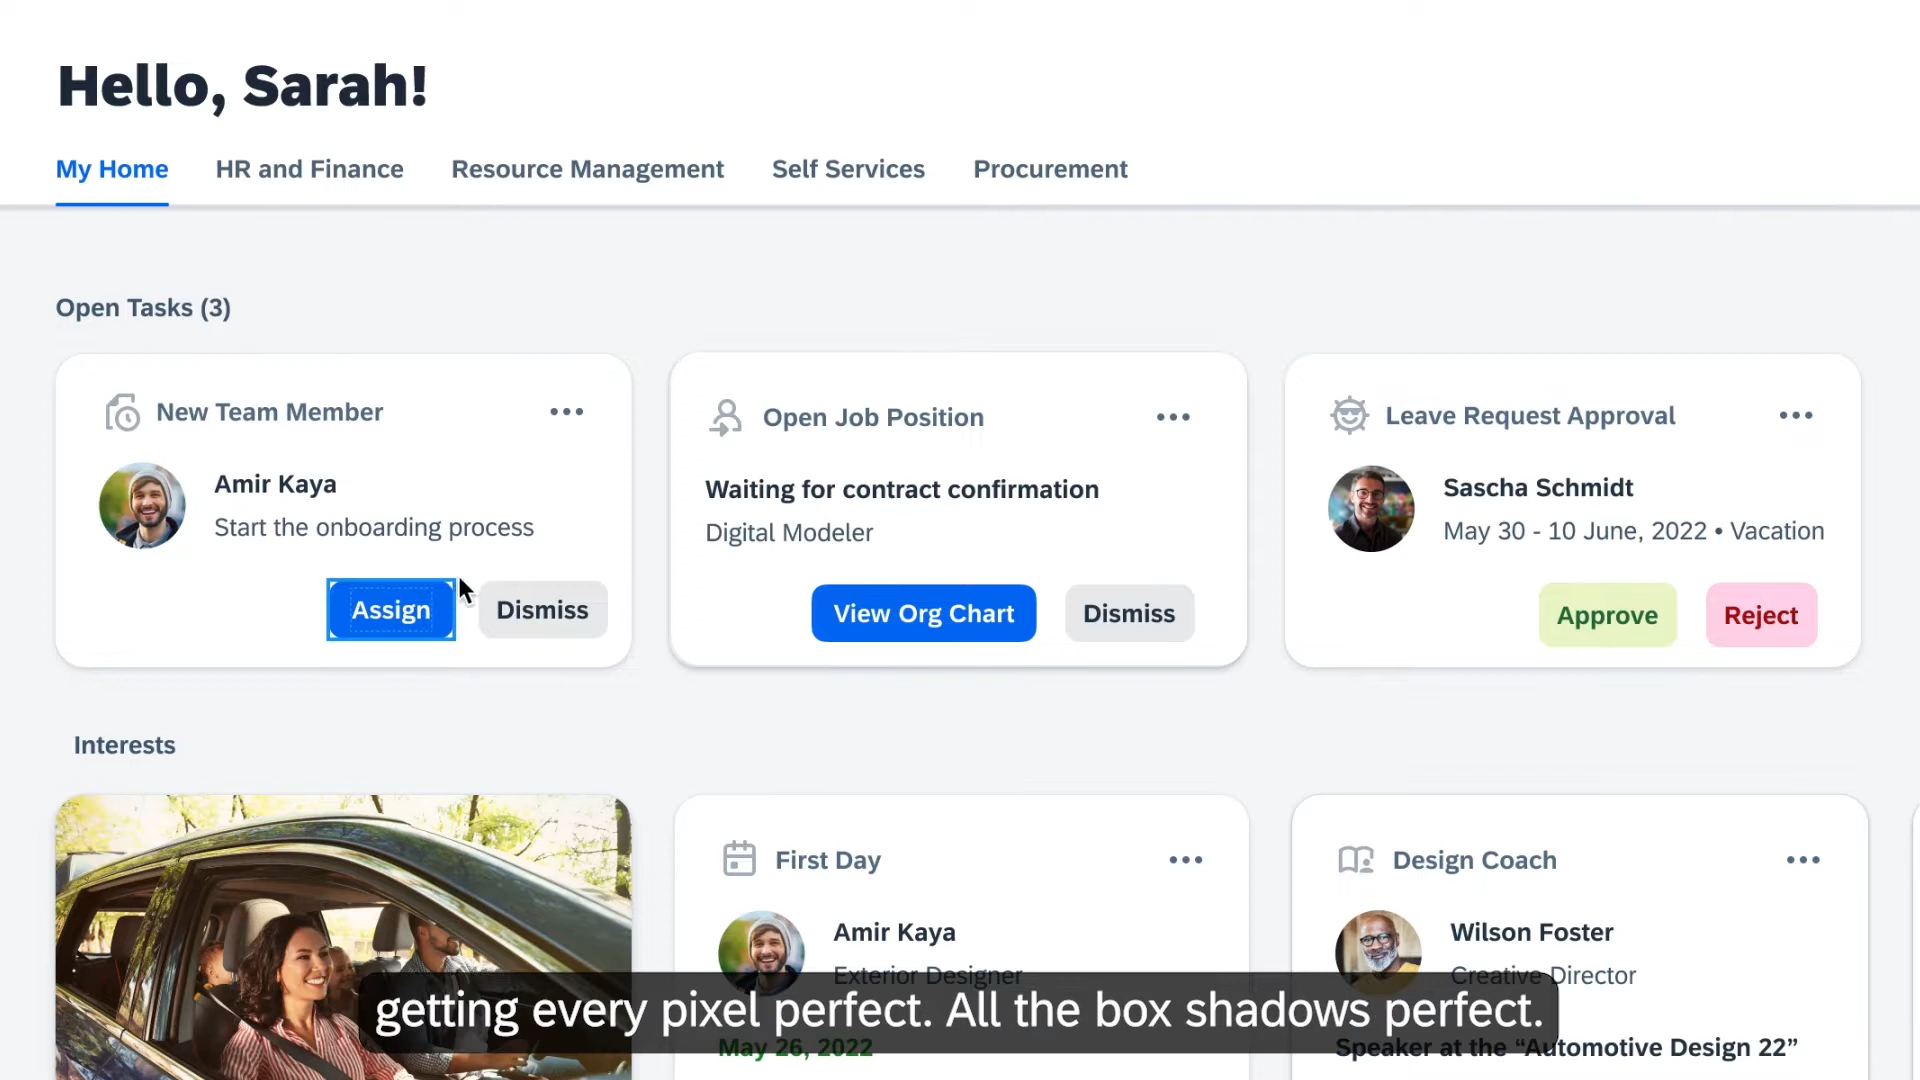 Hello, Sarah!
My Home HR and Finance Resource Management Self Services Procurement
Open Tasks (3)
New Team Member
Amir Kaya
Start the onboarding process
Assign Dismiss
Open Job Position
Waiting for contract confirmation
Digital Modeler
View Org Chart Dismiss
Leave Request Approval
Sascha Schmidt
May 30 - 10 June, 2022 • Vacation
Approve Reject
Interests
First Day
Amir Kaya
Exterior Designer
May 26, 2022
Design Coach
Wilson Foster
Creative Director
Speaker at the “Automotive Design 22”
getting every pixel perfect. All the box shadows perfect.